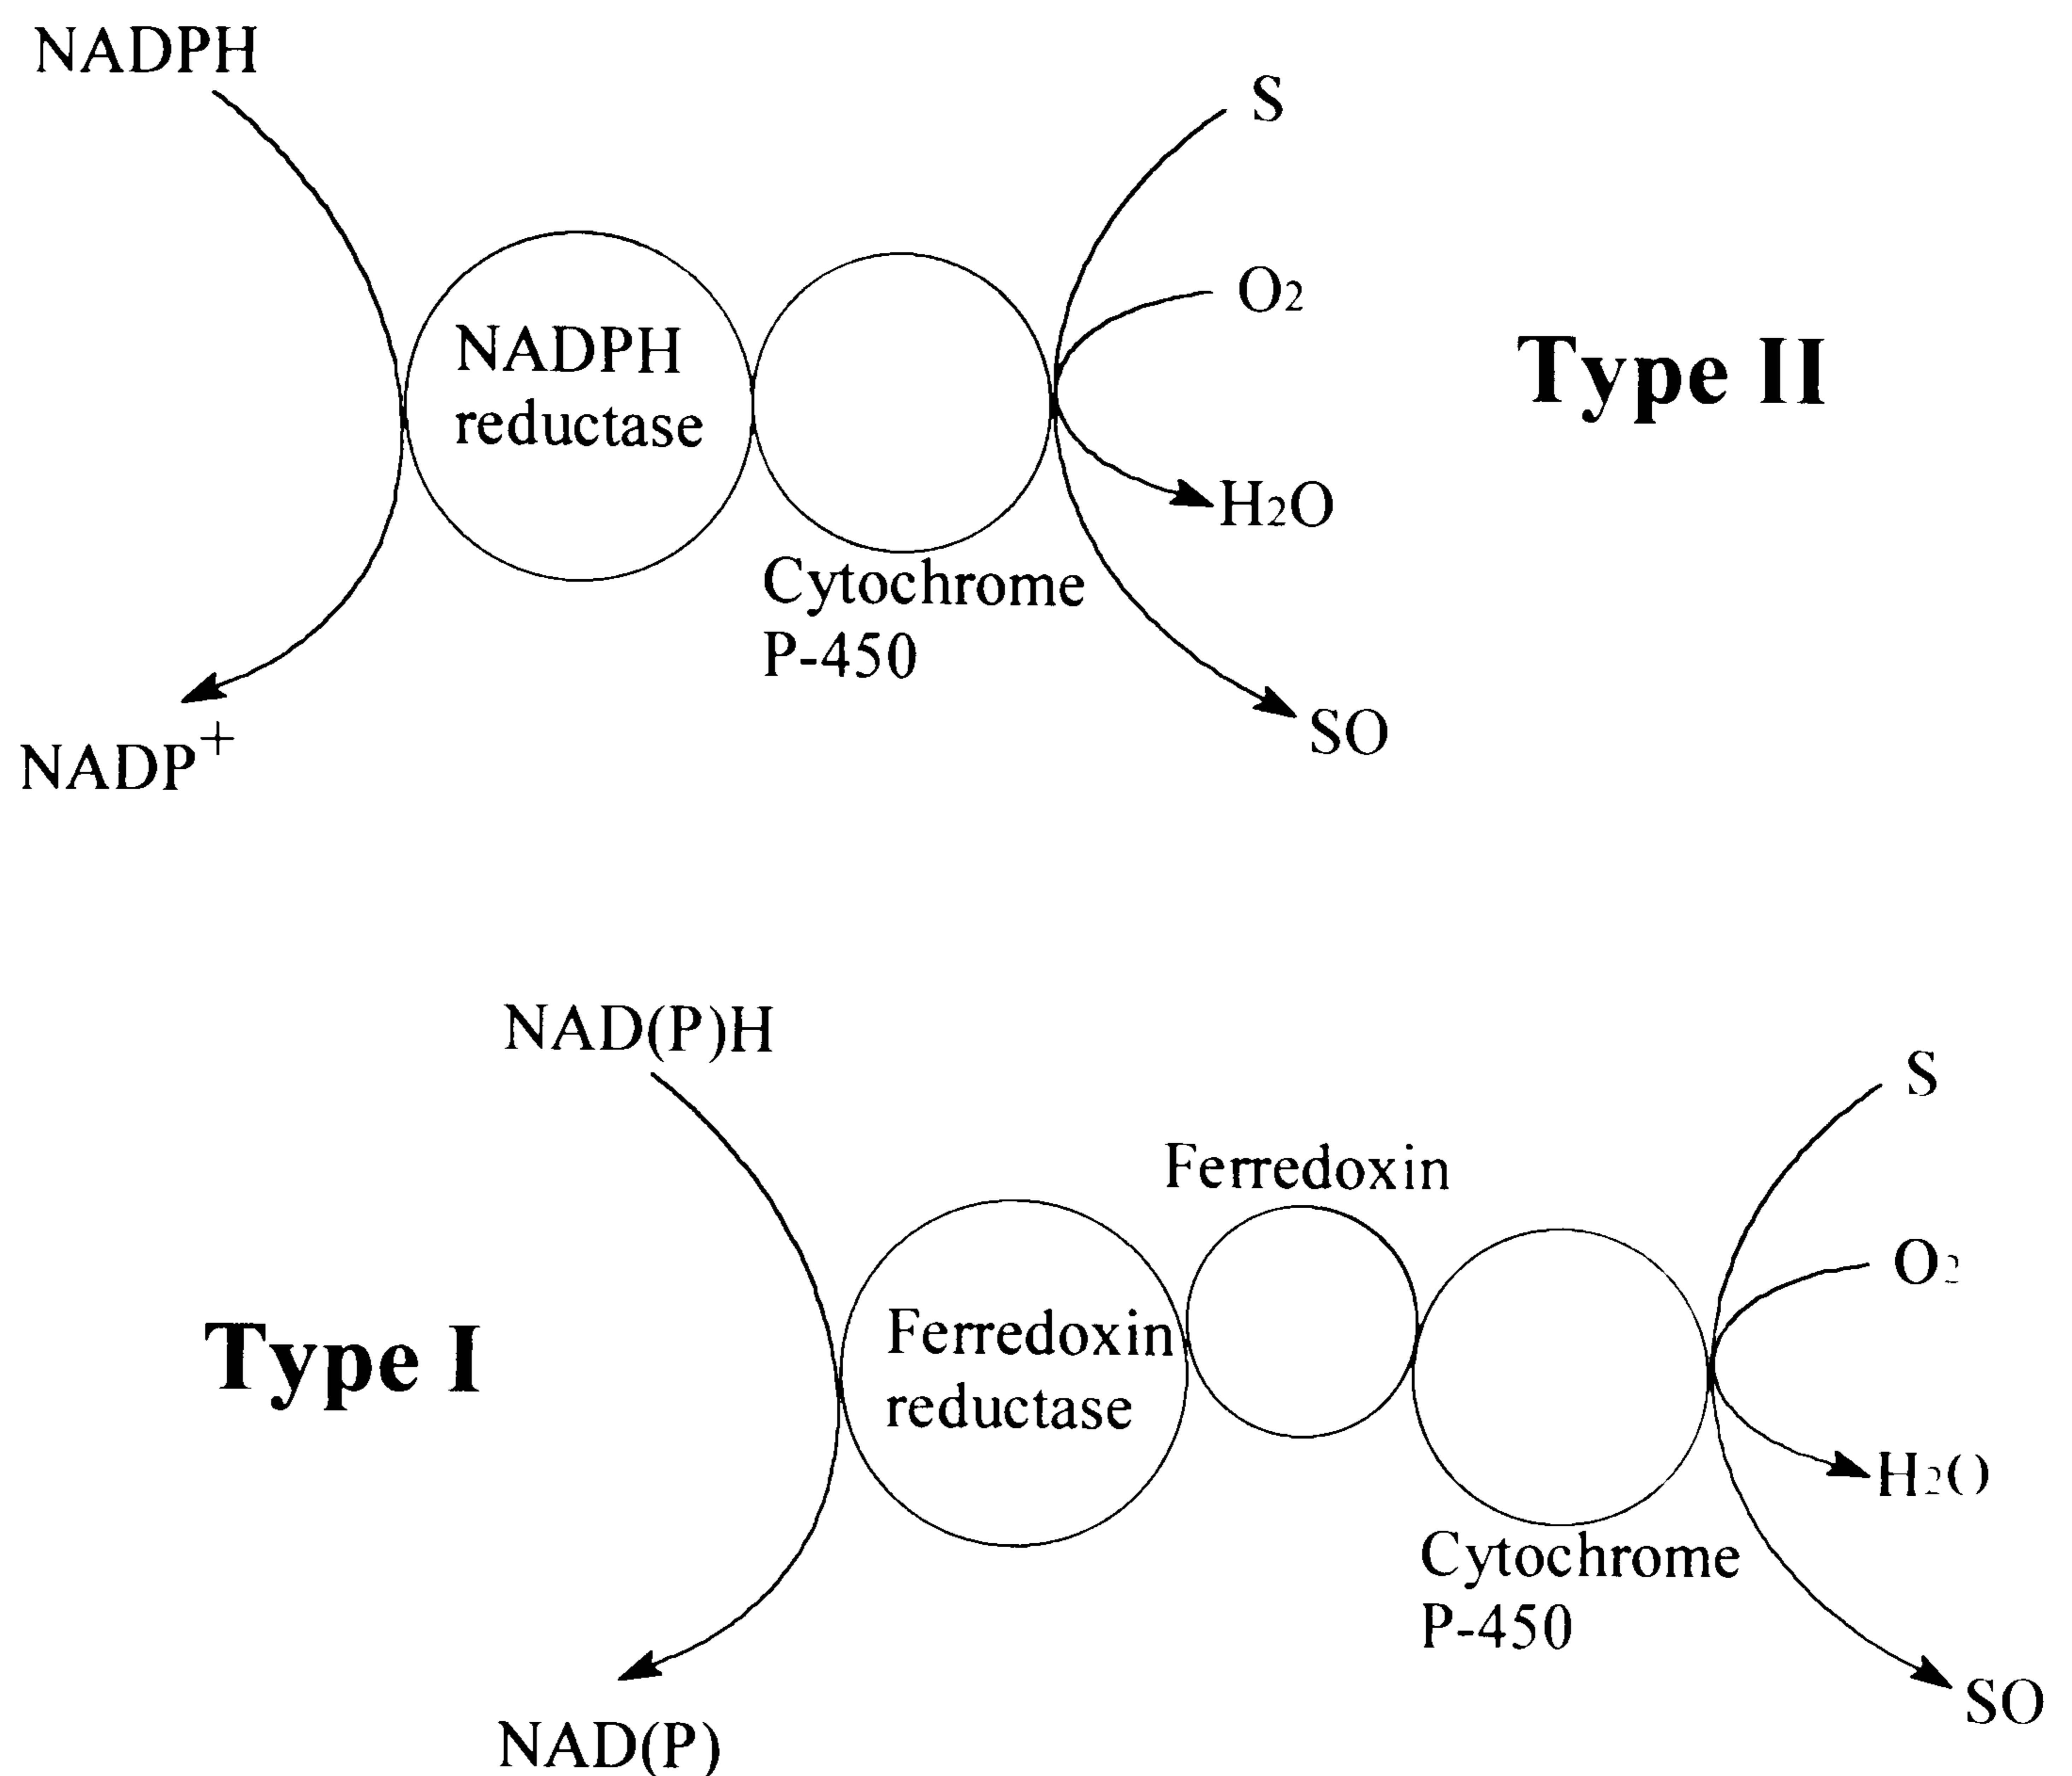 NADPH
S
O2
NADPH
reductase
Type II
H2O
Cytochrome
P-450
SO
NADP+
NAD(P)H
S
Ferredoxin
O2
Ferredoxin
reductase
Type I
H2O
Cytochrome
P-450
SO
NAD(P)